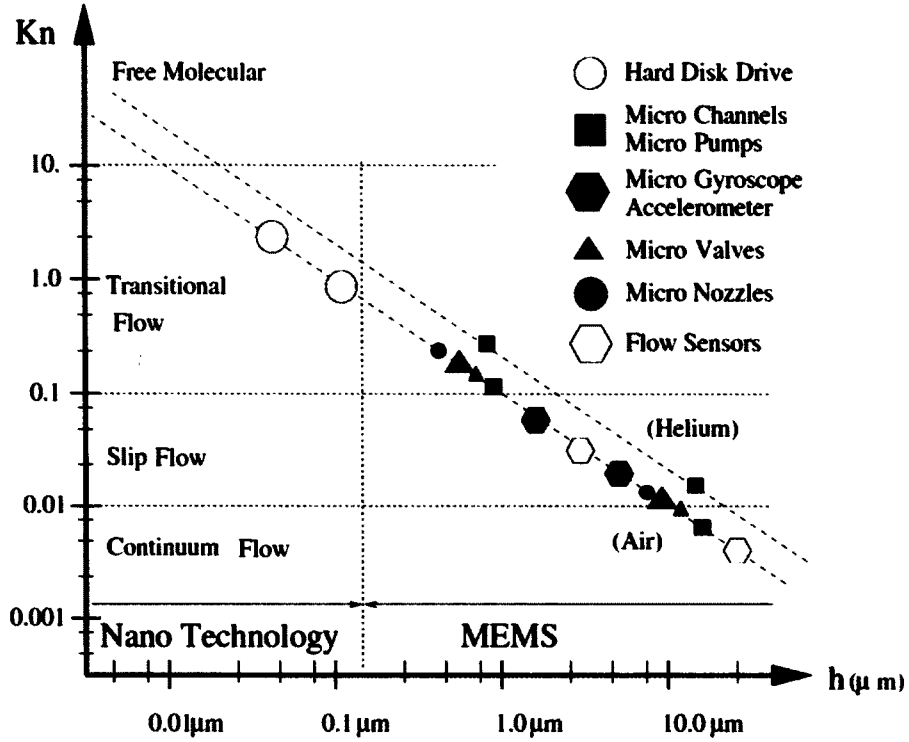 Kn
Free Molecular
Hard Disk Drive
Micro Channels
Micro Pumps
10.
Micro Gyroscope
Accelerometer
Micro Valves
1.0
Transitional
Flow
Micro Nozzles
Flow Sensors
0.1
(Helium)
Slip Flow
0.01
(Air)
Continuum Flow
0.001
Nano Technology
MEMS
h (μ m)
0.01μm
0.1μm
1.0μm
10.0μm